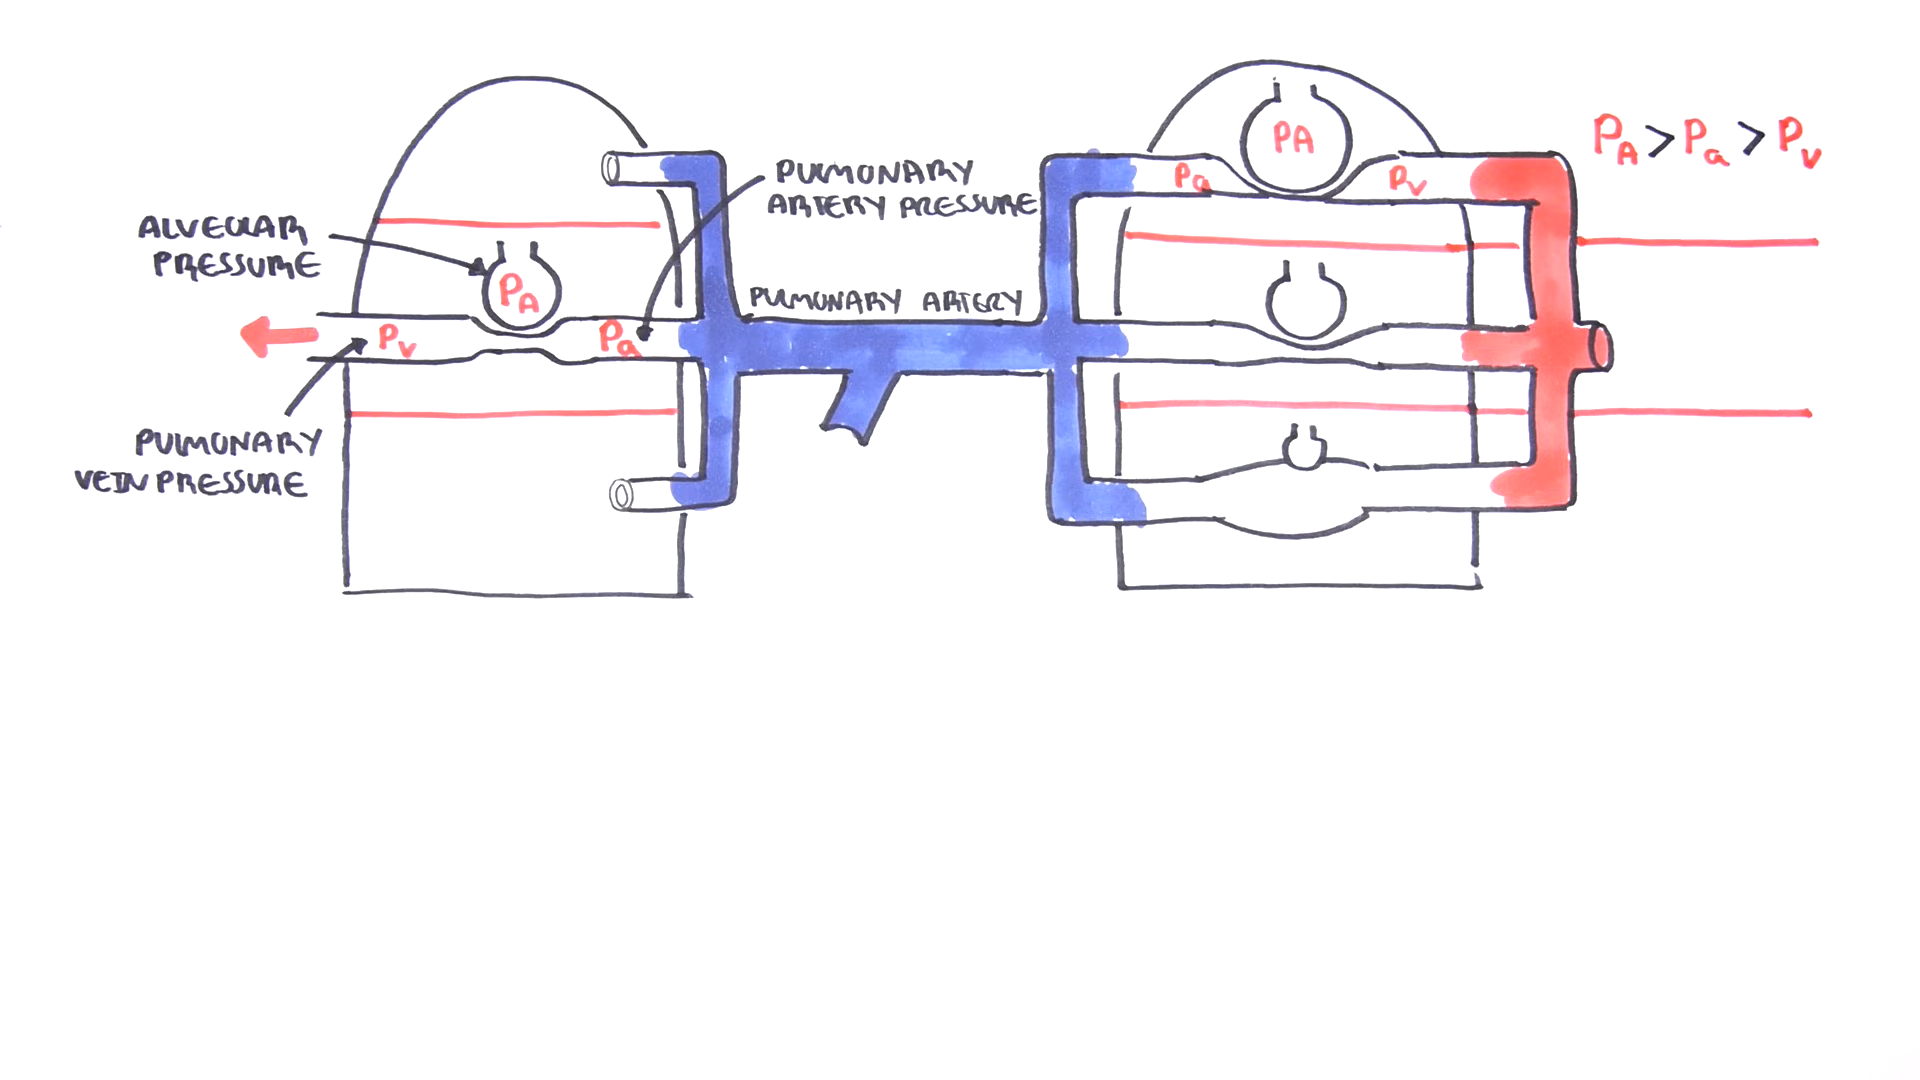 ALVEOLAR
PRESSURE
PA
PV
Pa
PULMONARY
VEIN PRESSURE
PULMONARY
ARTERY PRESSURE
PULMONARY ARTERY
PA
Pa
PV
PA > Pa > PV